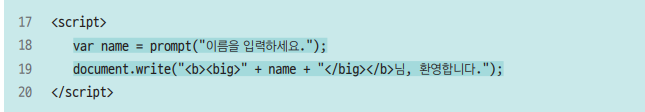 17 <script>
18 var name = prompt("이름을 입력하세요.");
19 document.write("<b><big>" + name + "</big></b>님, 환영합니다.");
20 </script>